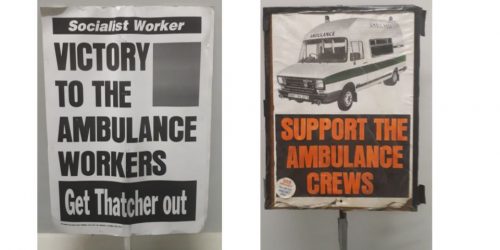 Socialist Worker
VICTORY
TO THE
AMBULANCE
WORKERS
Get Thatcher out
AMBULANCE
SUPPORT THE
AMBULANCE
CREWS